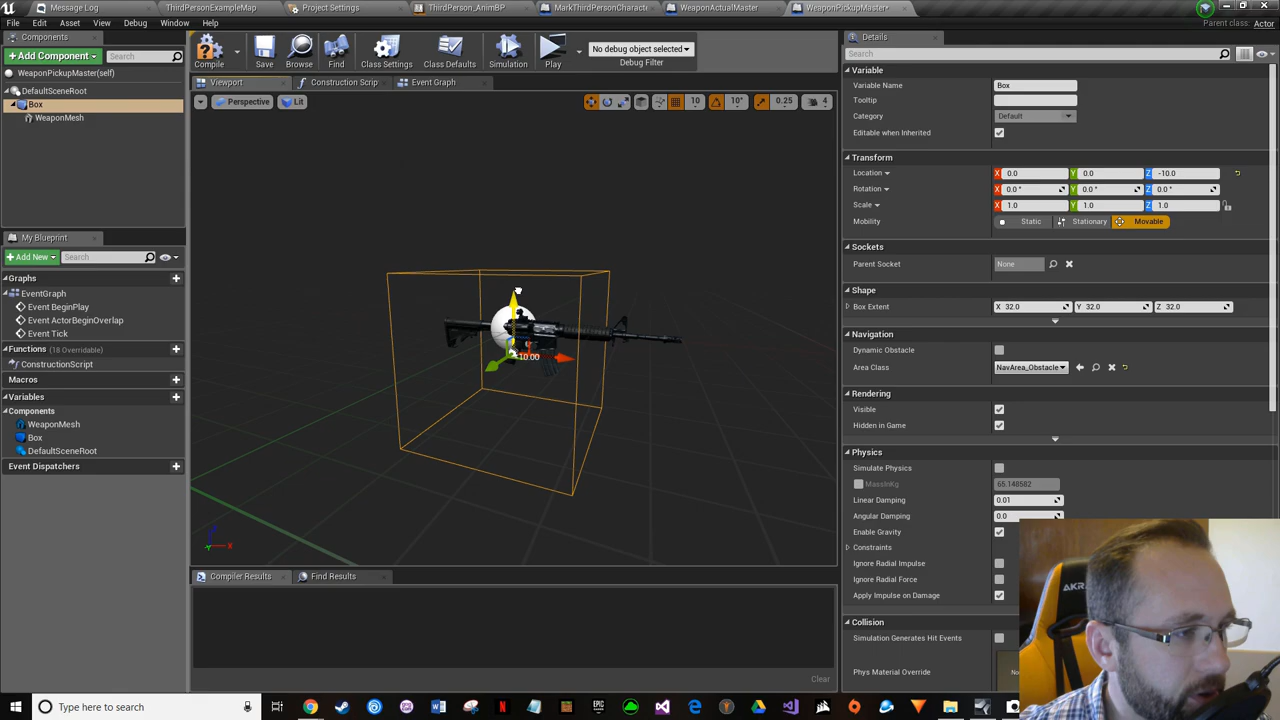 Message Log
ThirdPersonExampleMap
Project Settings
ThirdPerson_AnimBP
MarkThirdPersonCharact
WeaponActualMaster
WeaponPickupMaster*
File Edit Asset View Debug Window Help
Parent class: Actor
Components
+ Add Component
Search
WeaponPickupMaster(self)
DefaultSceneRoot
Box
WeaponMesh
Compile
Save
Browse
Find
Class Settings
Class Defaults
Simulation
Play
No debug object selected
Debug Filter
Viewport
Construction Scrip
Event Graph
Perspective
Lit
10
10°
0.25
4
-10.00
Z
X
My Blueprint
+ Add New
Search
Graphs
EventGraph
Event BeginPlay
Event ActorBeginOverlap
Event Tick
Functions (18 Overridable)
ConstructionScript
Macros
Variables
Components
WeaponMesh
Box
DefaultSceneRoot
Event Dispatchers
Compiler Results
Find Results
Clear
Details
Search
Variable
Variable Name Box
Tooltip
Category Default
Editable when Inherited
Transform
Location X 0.0 Y 0.0 Z -10.0
Rotation X 0.0 ° Y 0.0 ° Z 0.0 °
Scale X 1.0 Y 1.0 Z 1.0
Mobility Static Stationary Movable
Sockets
Parent Socket None
Shape
Box Extent X 32.0 Y 32.0 Z 32.0
Navigation
Dynamic Obstacle
Area Class NavArea_Obstacle
Rendering
Visible
Hidden in Game
Physics
Simulate Physics
MassInKg 65.148582
Linear Damping 0.01
Angular Damping 0.0
Enable Gravity
Constraints
Ignore Radial Impulse
Ignore Radial Force
Apply Impulse on Damage
Collision
Simulation Generates Hit Events
Phys Material Override
Type here to search